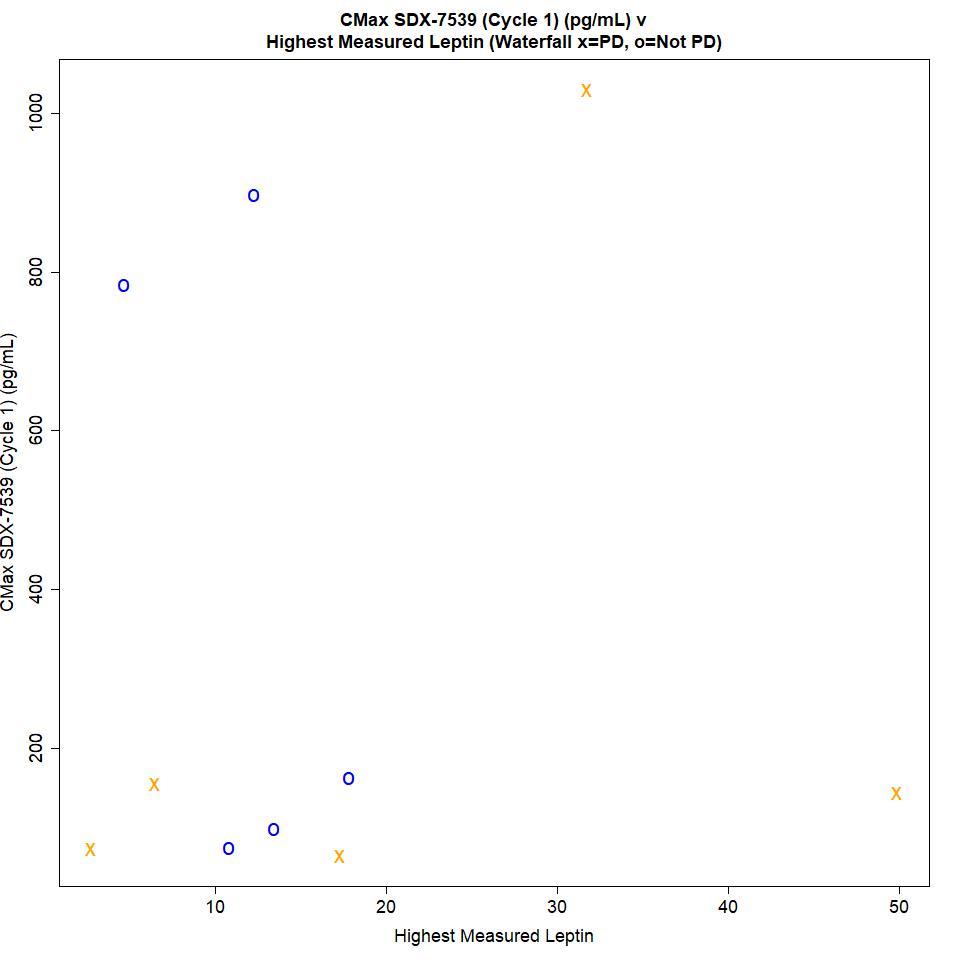 CMax SDX-7539 (Cycle 1) (pg/mL) v
Highest Measured Leptin (Waterfall x=PD, o=Not PD)
CMax SDX-7539 (Cycle 1) (pg/mL)
1000
800
600
400
200
X
O
O
X
O
X
O
O
X
X
10
20
30
40
50
Highest Measured Leptin